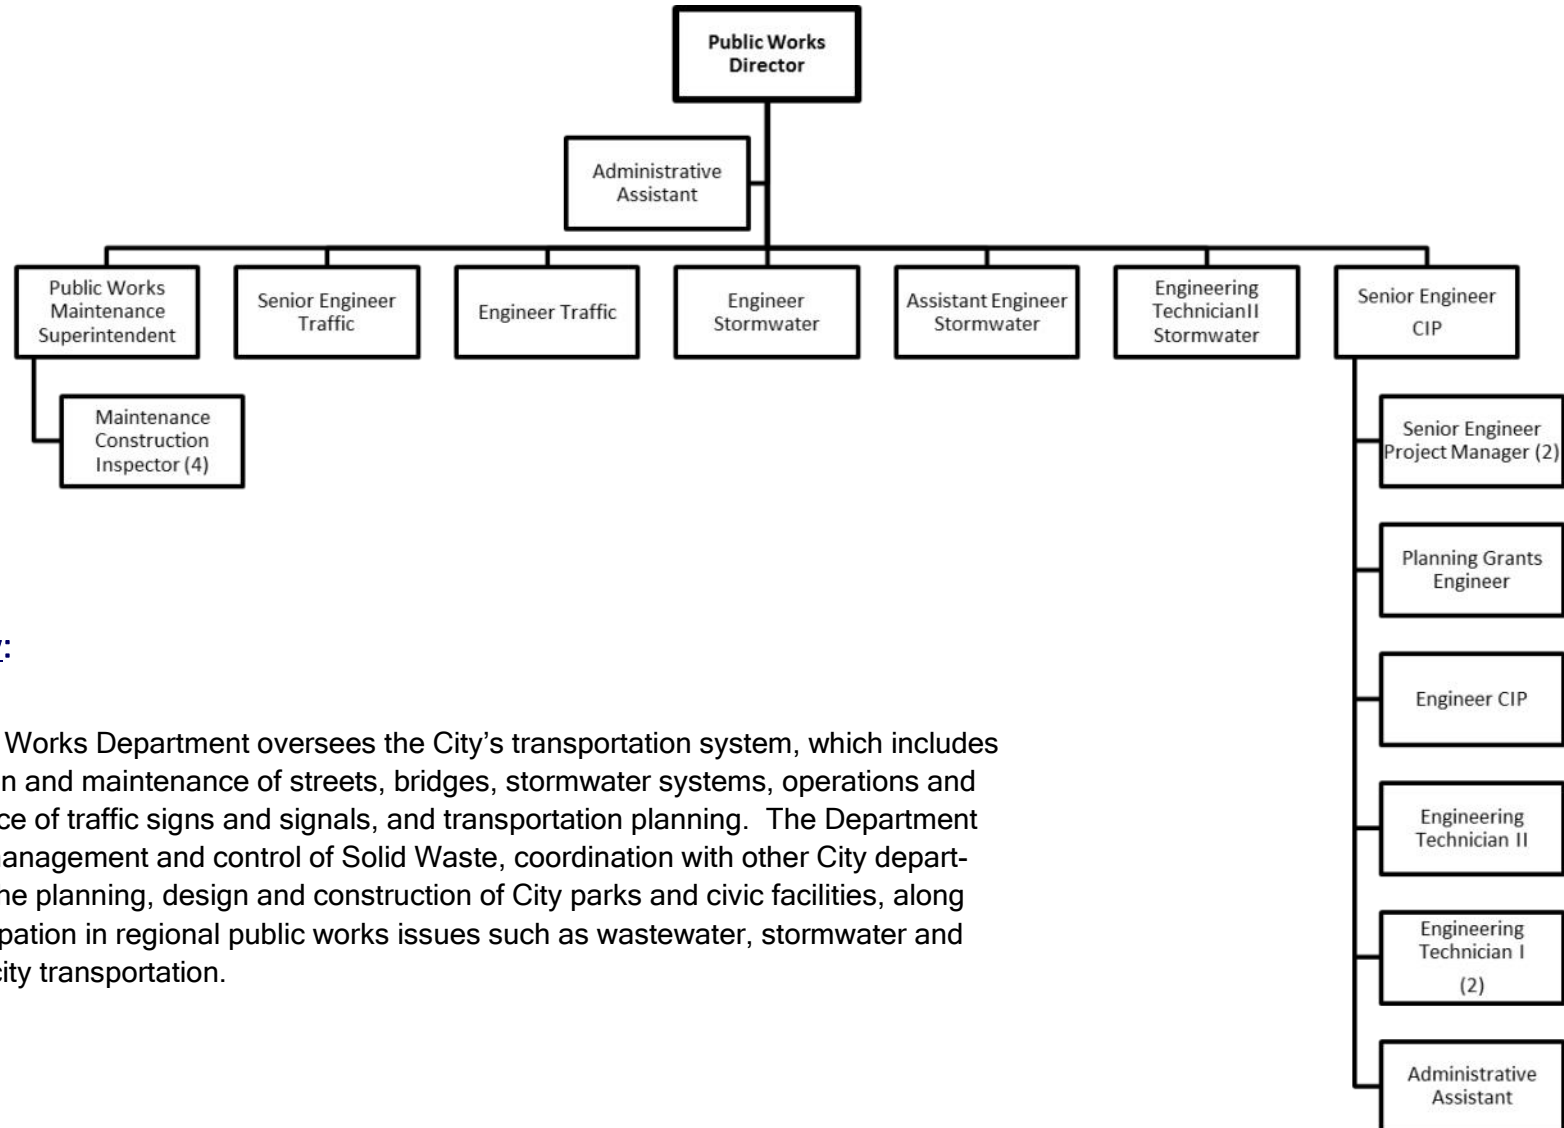 Public Works
Director
Administrative
Assistant
Public Works
Maintenance
Superintendent
Senior Engineer
Traffic
Engineer Traffic
Engineer
Stormwater
Assistant Engineer
Stormwater
Engineering
TechnicianII
Stormwater
Senior Engineer
CIP
Maintenance
Construction
Inspector (4)
Senior Engineer
Project Manager (2)
Planning Grants
Engineer
Engineer CIP
Engineering
Technician II
Engineering
Technician I
(2)
Administrative
Assistant
:
Works Department oversees the City’s transportation system, which includes
and maintenance of streets, bridges, stormwater systems, operations and
of traffic signs and signals, and transportation planning.  The Department
and control of Solid Waste, coordination with other City depart-
planning, design and construction of City parks and civic facilities, along
in regional public works issues such as wastewater, stormwater and
transportation.